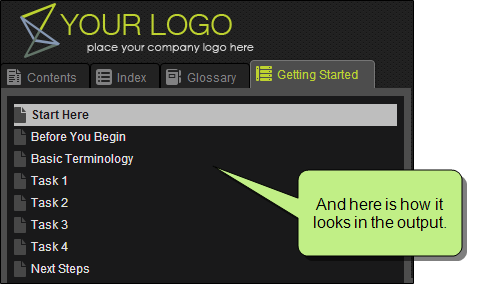 YOUR LOGO
place your company logo here
Contents Index Glossary Getting Started
Start Here
Before You Begin
Basic Terminology
Task 1
Task 2
Task 3
Task 4
Next Steps
And here is how it
looks in the output.